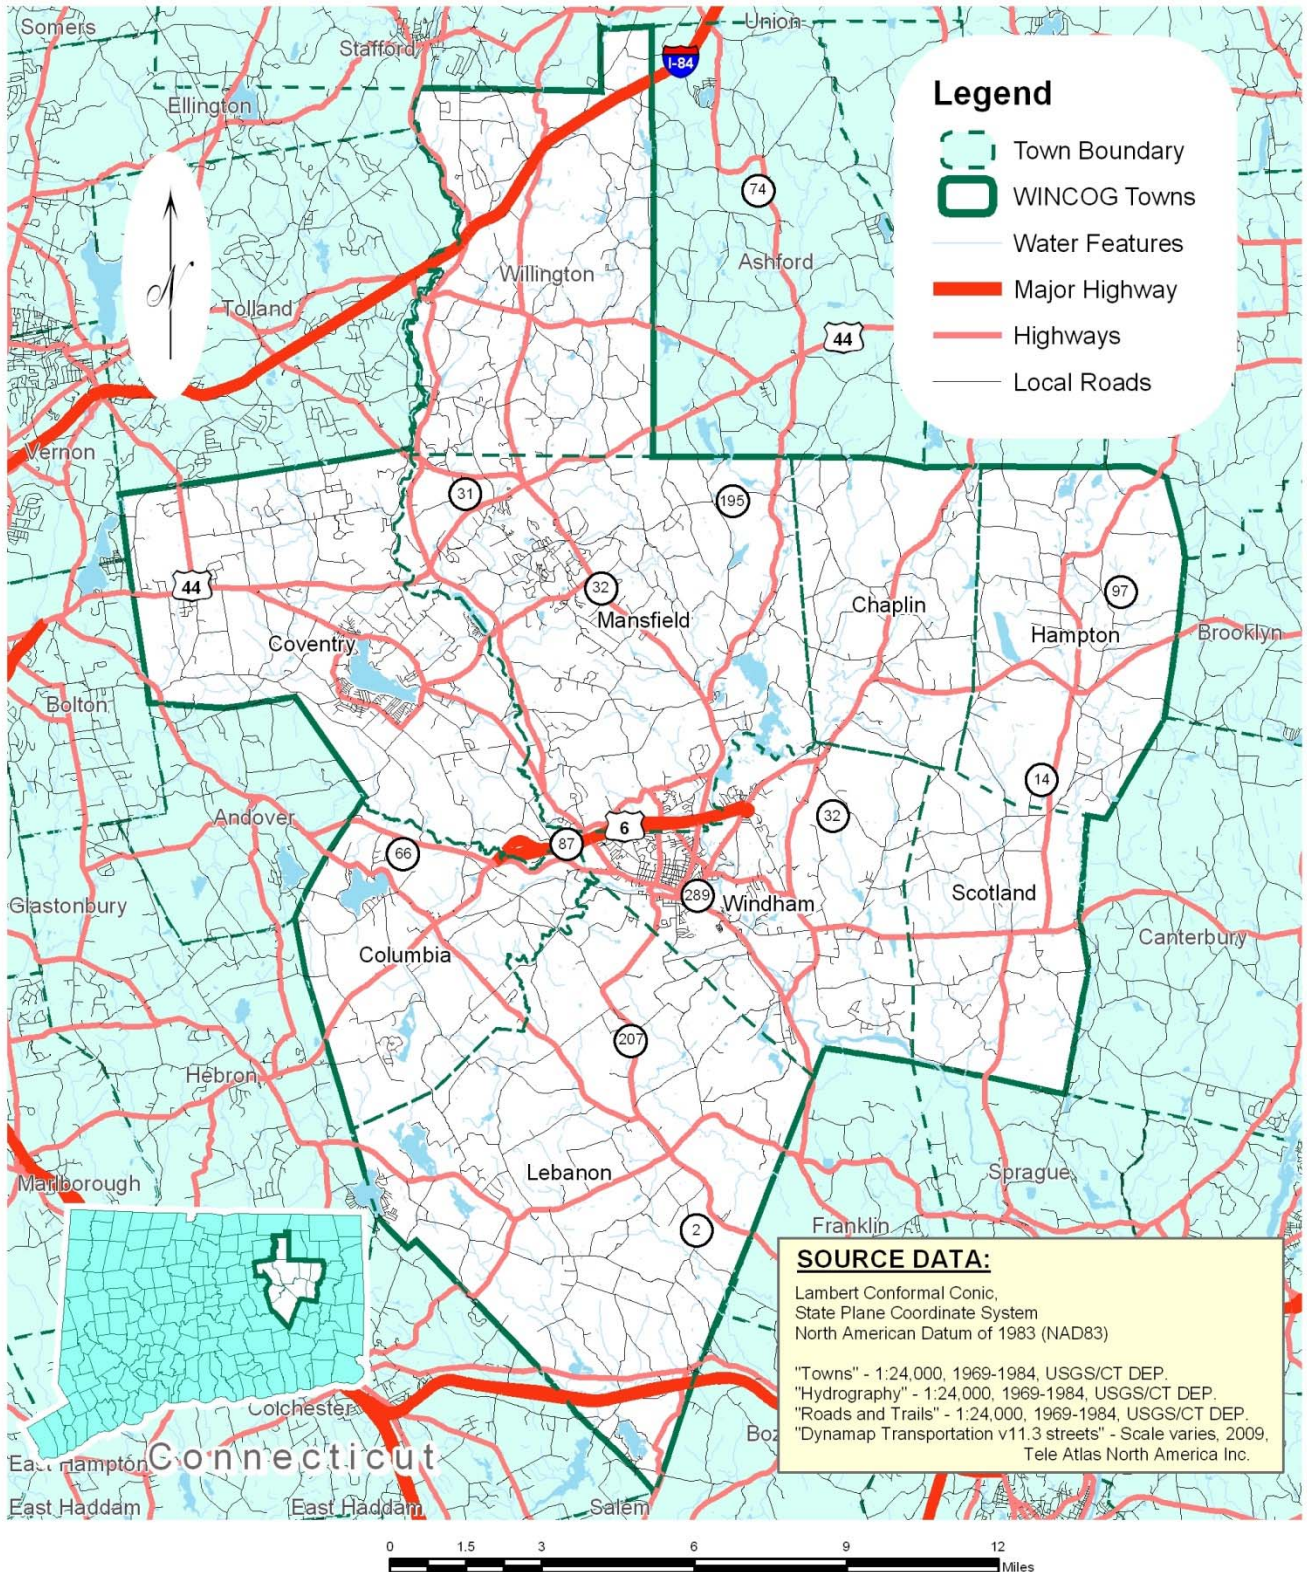 Somers
Stafford
Union
I-84
Ellington
Legend
Town Boundary
WINCOG Towns
Water Features
Major Highway
Highways
Local Roads
74
N
Willington
Ashford
Tolland
44
Vernon
31
195
44
32
97
Chaplin
Mansfield
Hampton
Brooklyn
Coventry
Bolton
14
Andover
6
32
87
66
Glastonbury
289
Windham
Scotland
Canterbury
Columbia
207
Hebron
Lebanon
Sprague
Marlborough
2
Franklin
SOURCE DATA:
Lambert Conformal Conic,
State Plane Coordinate System
North American Datum of 1983 (NAD83)
"Towns" - 1:24,000, 1969-1984, USGS/CT DEP.
"Hydrography" - 1:24,000, 1969-1984, USGS/CT DEP.
"Roads and Trails" - 1:24,000, 1969-1984, USGS/CT DEP.
"Dynamap Transportation v11.3 streets" - Scale varies, 2009,
Tele Atlas North America Inc.
Colchester
Boz
East Hampton
Connecticut
East Haddam
East Haddam
Salem
0 1.5 3 6 9 12
Miles